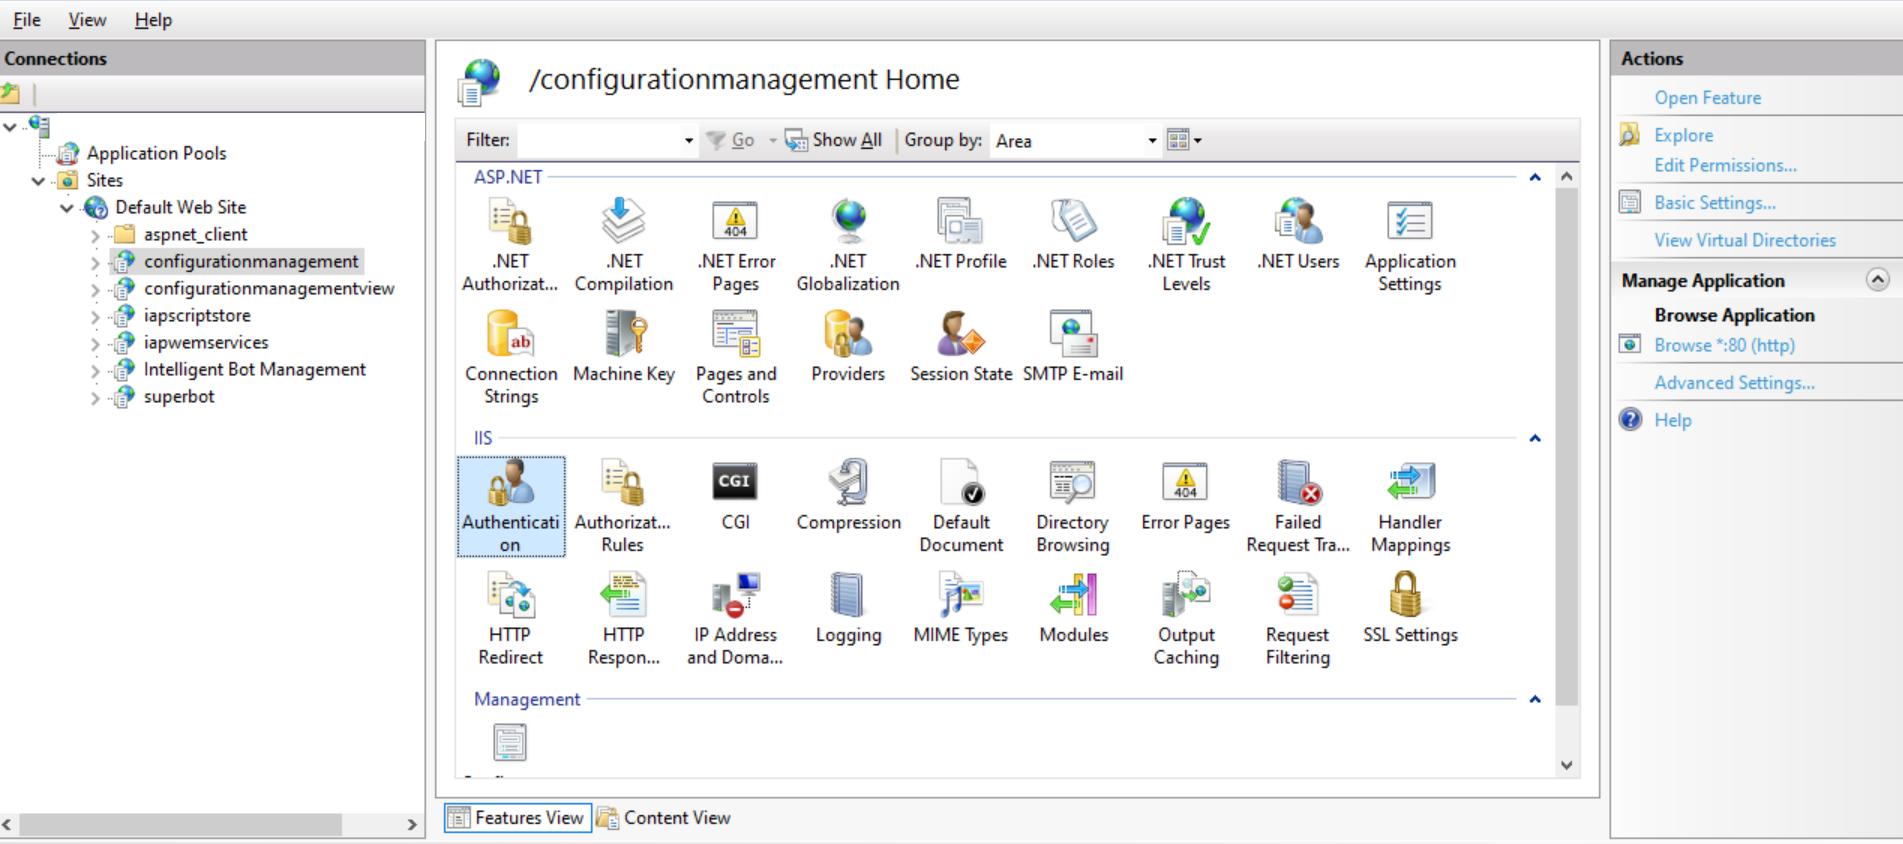 File View Help
Connections
Application Pools
Sites
Default Web Site
aspnet_client
configurationmanagement
configurationmanagementview
iapscriptstore
iapwemservices
Intelligent Bot Management
superbot
/configurationmanagement Home
Filter: Go Show All Group by: Area
ASP.NET
.NET Authorizat...
.NET Compilation
.NET Error Pages
.NET Globalization
.NET Profile
.NET Roles
.NET Trust Levels
.NET Users
Application Settings
Connection Strings
Machine Key
Pages and Controls
Providers
Session State
SMTP E-mail
IIS
Authenticati
on
Authorizat... Rules
CGI
Compression
Default Document
Directory Browsing
Error Pages
Failed Request Tra...
Handler Mappings
HTTP Redirect
HTTP Respon...
IP Address and Doma...
Logging
MIME Types
Modules
Output Caching
Request Filtering
SSL Settings
Management
Features View Content View
Actions
Open Feature
Explore
Edit Permissions...
Basic Settings...
View Virtual Directories
Manage Application
Browse Application
Browse *:80 (http)
Advanced Settings...
Help